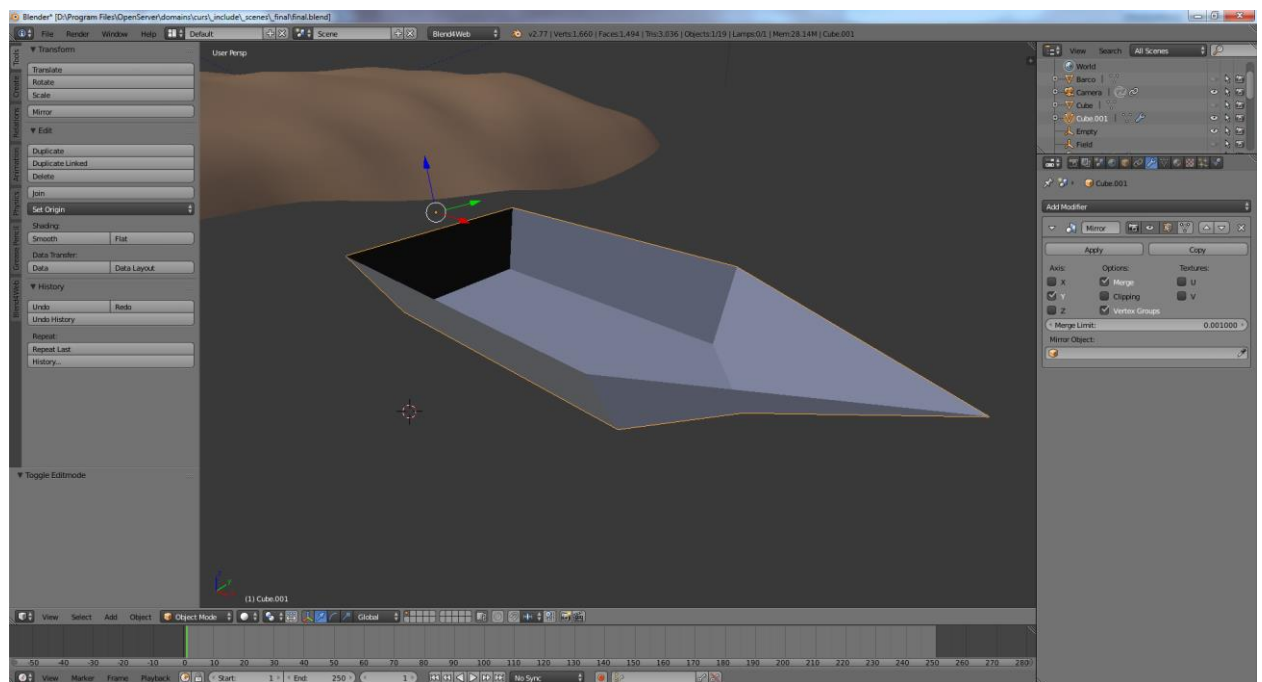 Blender* [D:\Program Files\OpenServer\domains\curs\_include\_scenes\_final\final.blend]
File Render Window Help Default Scene Blend4Web v2.77 | Verts:1,660 | Faces:1,494 | Tris:3,036 | Objects:1/19 | Lamps:0/1 | Mem:28.14M | Cube.001
Tools
Create
Relations
Animation
Physics
Grease Pencil
Blend4Web
Transform
Translate
Rotate
Scale
Mirror
Edit
Duplicate
Duplicate Linked
Delete
Join
Set Origin
Shading:
Smooth Flat
Data Transfer:
Data Data Layout
History
Undo Redo
Undo History
Repeat:
Repeat Last
History...
Toggle Editmode
User Persp
(1) Cube.001
View Search All Scenes
World
Barco
Camera
Cube
Cube.001
Empty
Field
Cube.001
Add Modifier
Mirror
Apply Copy
Axis: Options: Textures:
X Merge U
Y Clipping V
Z Vertex Groups
Merge Limit: 0.001000
Mirror Object:
View Select Add Object Object Mode Global
-50 -40 -30 -20 -10 0 10 20 30 40 50 60 70 80 90 100 110 120 130 140 150 160 170 180 190 200 210 220 230 240 250 260 270 280
View Marker Frame Playback Start: 1 End: 250 1 No Sync